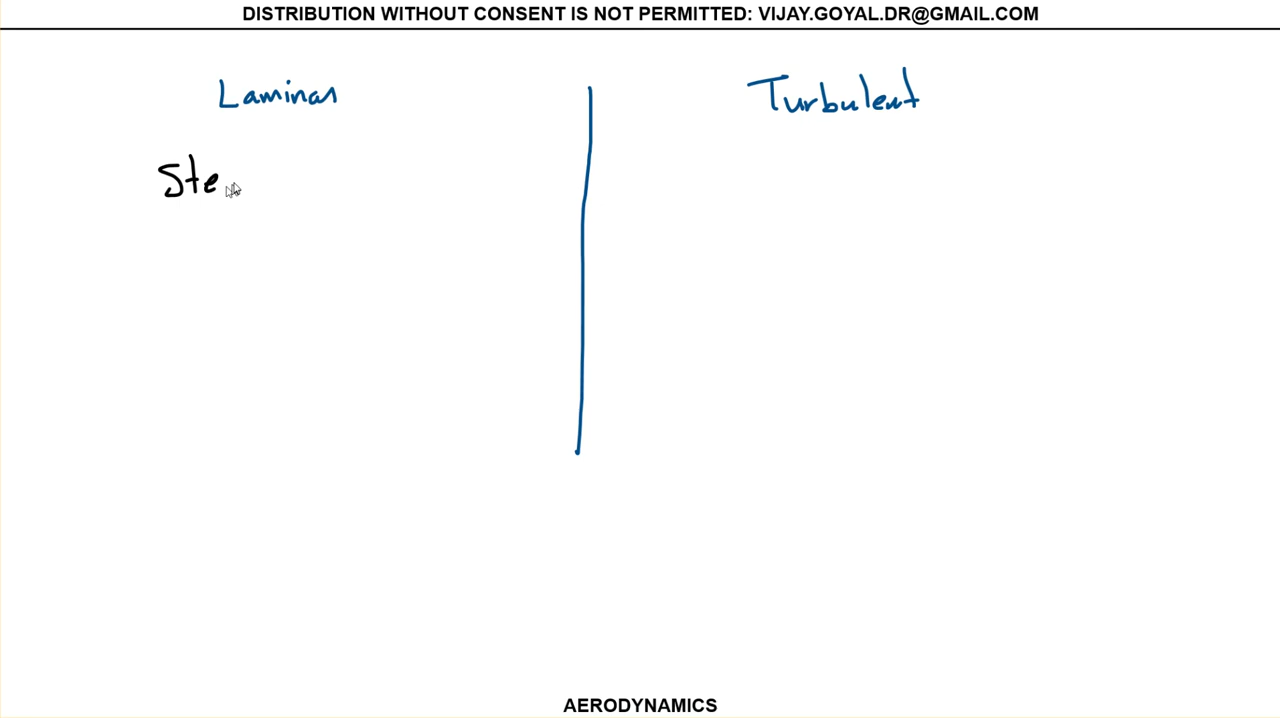 DISTRIBUTION WITHOUT CONSENT IS NOT PERMITTED: VIJAY.GOYAL.DR@GMAIL.COM
Laminar
Turbulent
Ste
AERODYNAMICS